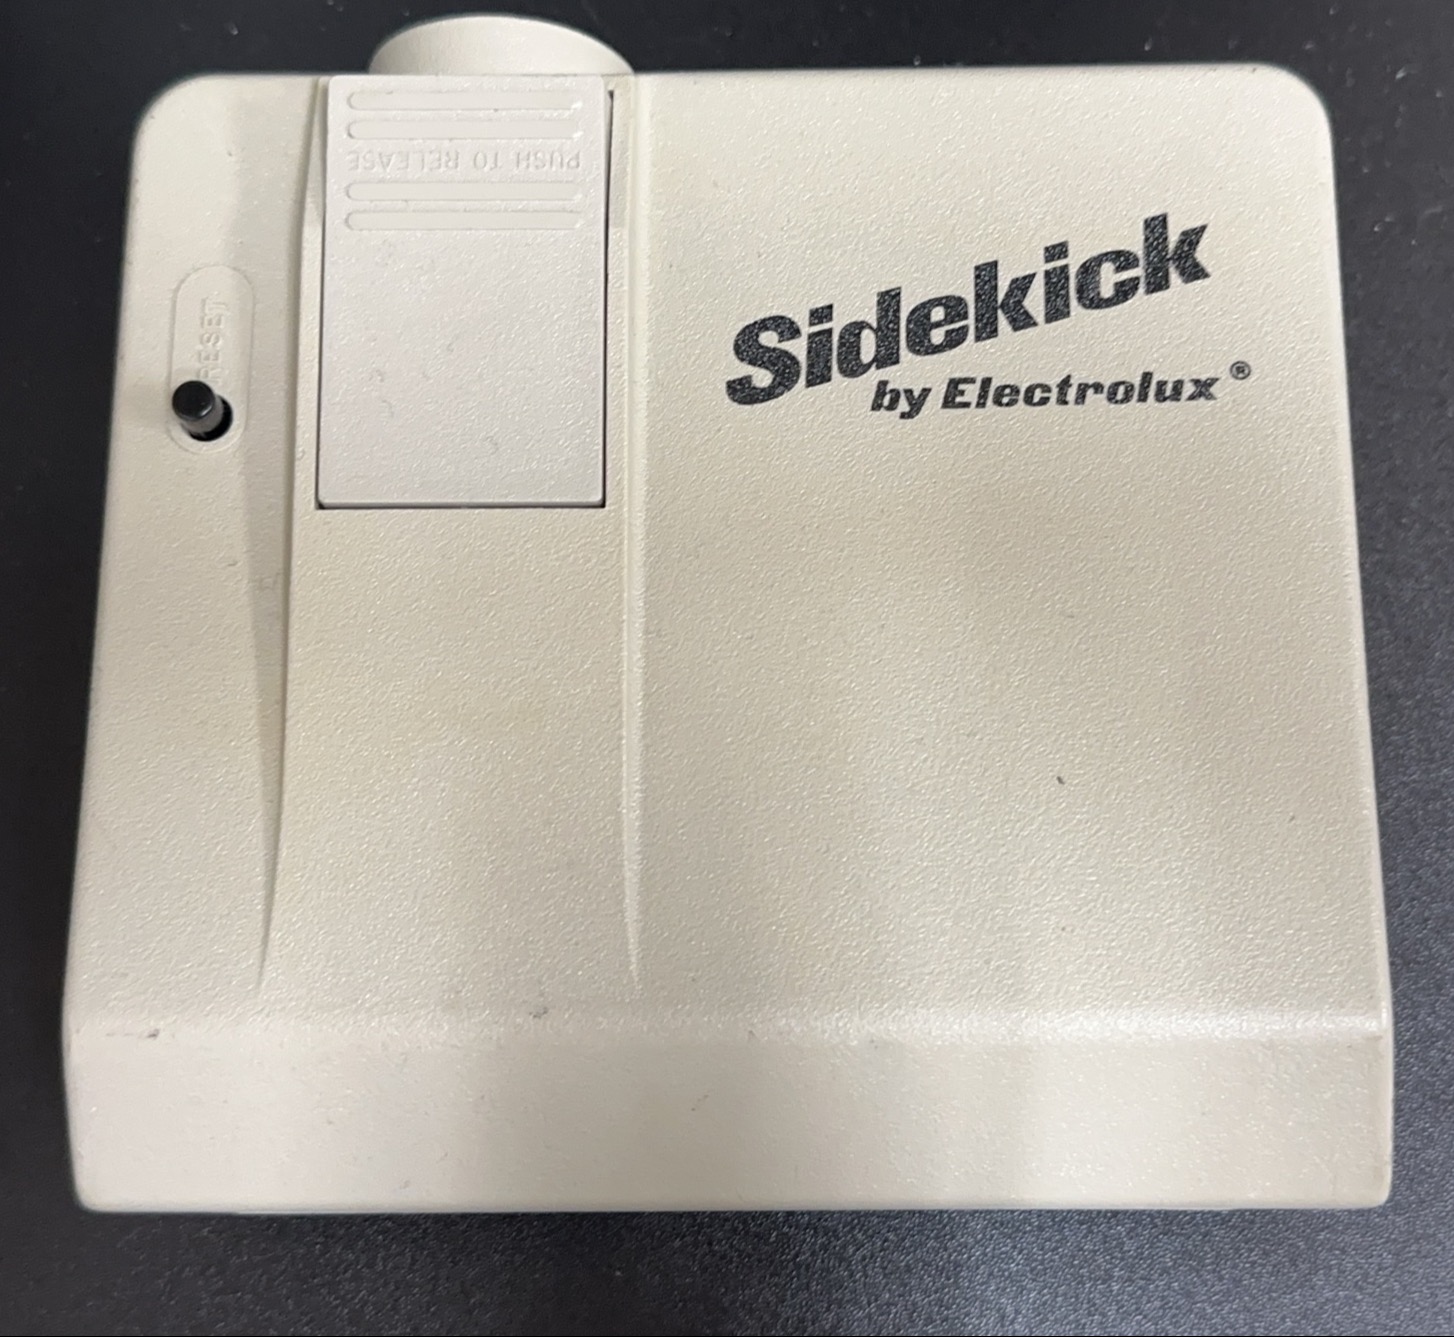 PUSH TO RELEASE
RESET
Sidekick
by Electrolux®